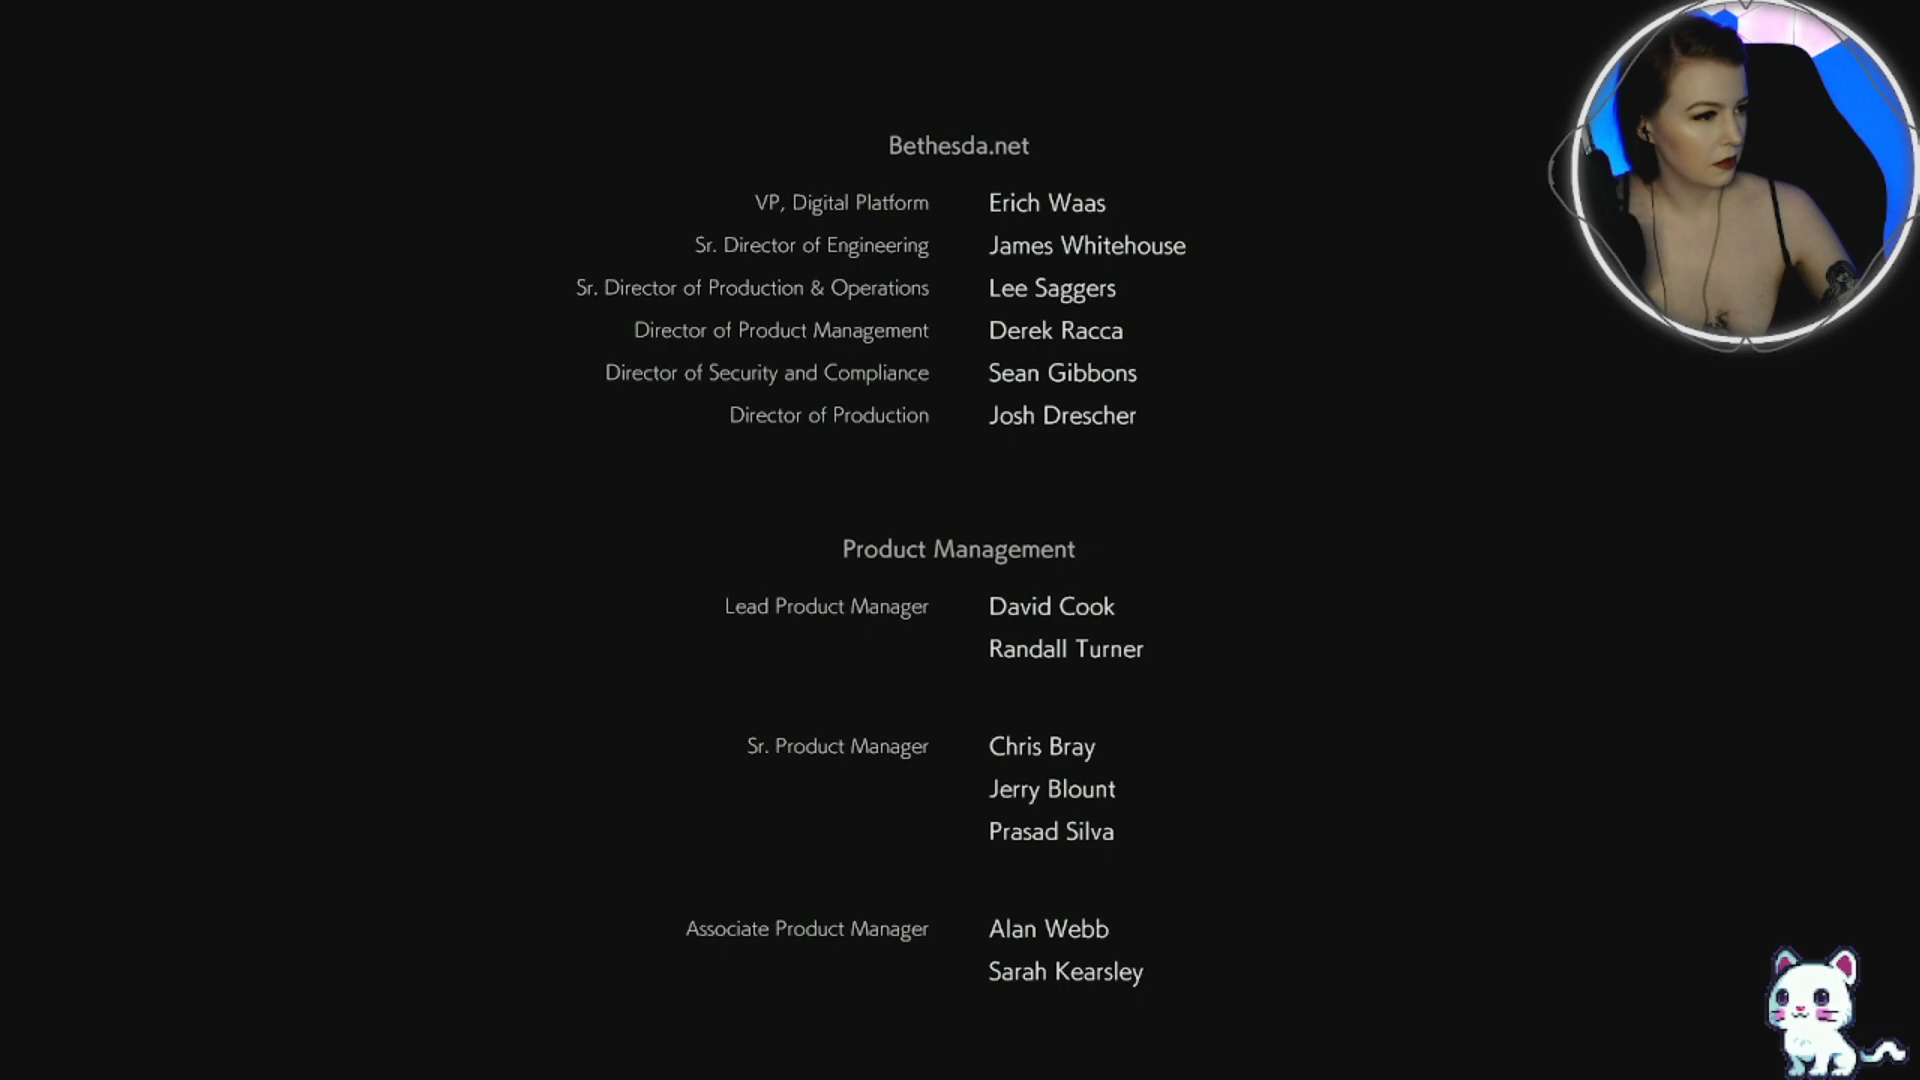 Bethesda.net
VP, Digital Platform Erich Waas
Sr. Director of Engineering James Whitehouse
Sr. Director of Production & Operations Lee Saggers
Director of Product Management Derek Racca
Director of Security and Compliance Sean Gibbons
Director of Production Josh Drescher
Product Management
Lead Product Manager David Cook
Randall Turner
Sr. Product Manager Chris Bray
Jerry Blount
Prasad Silva
Associate Product Manager Alan Webb
Sarah Kearsley